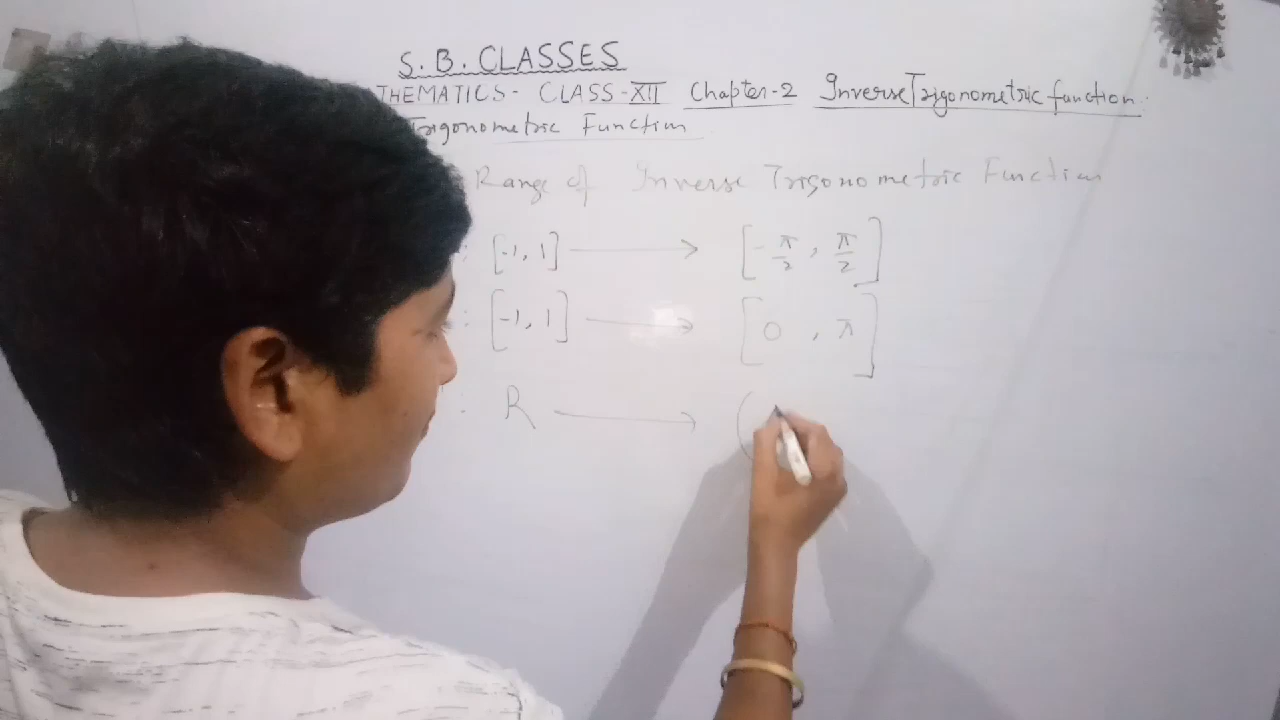 S.B. CLASSES
THEMATICS- CLASS-XII Chapter-2 Inverse Trigonometric function.
Trigonometric Function
Range of Inverse Trigonometric Function
: [-1, 1] ⟶ [-π/2, π/2]
: [-1, 1] ⟶ [0, π]
: R ⟶ (